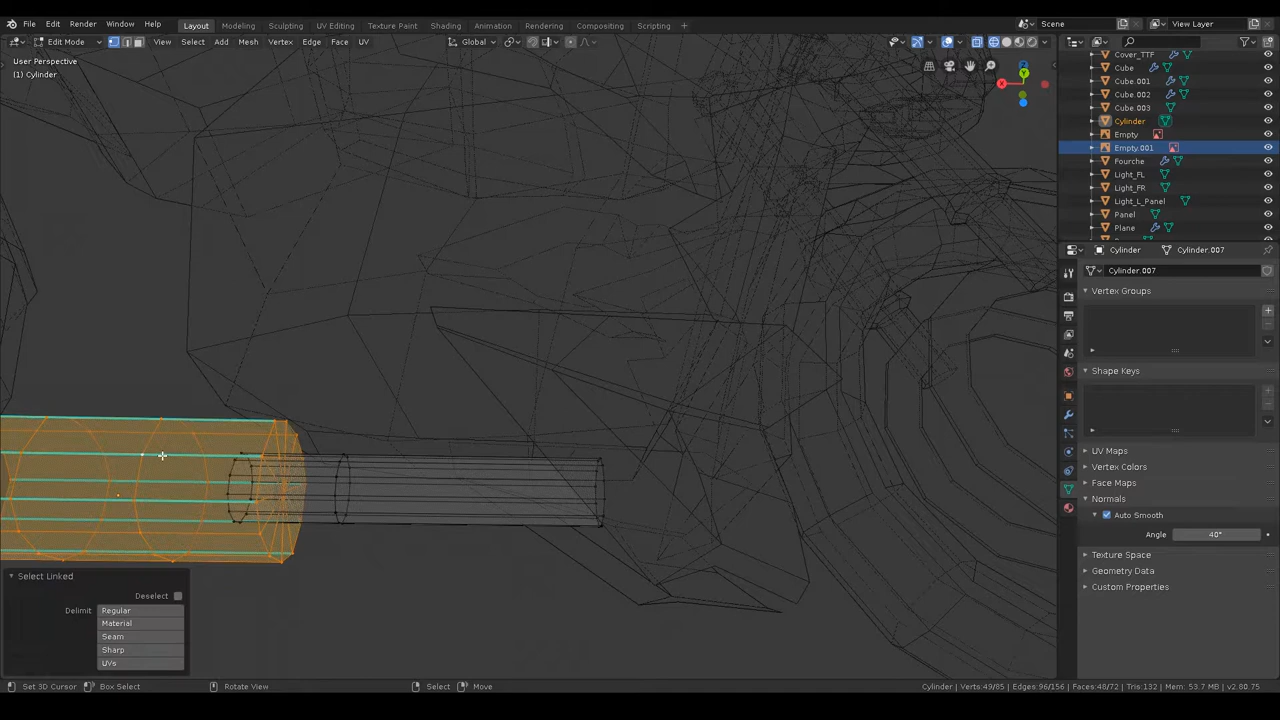 File Edit Render Window Help Layout Modeling Sculpting UV Editing Texture Paint Shading Animation Rendering Compositing Scripting + Scene View Layer
Edit Mode View Select Add Mesh Vertex Edge Face UV Global
User Perspective
(1) Cylinder
X
Y
Z
Cover_TTF
Cube
Cube.001
Cube.002
Cube.003
Cylinder
Empty
Empty.001
Fourche
Light_FL
Light_FR
Light_L_Panel
Panel
Plane
Cylinder Cylinder.007
Cylinder.007
Vertex Groups
Shape Keys
UV Maps
Vertex Colors
Face Maps
Normals
Auto Smooth
Angle 40°
Texture Space
Geometry Data
Custom Properties
Select Linked
Deselect
Delimit Regular
Material
Seam
Sharp
UVs
Set 3D Cursor Box Select Rotate View Select Move Cylinder | Verts:49/85 | Edges:96/156 | Faces:48/72 | Tris:132 | Mem: 53.7 MB | v2.80.75